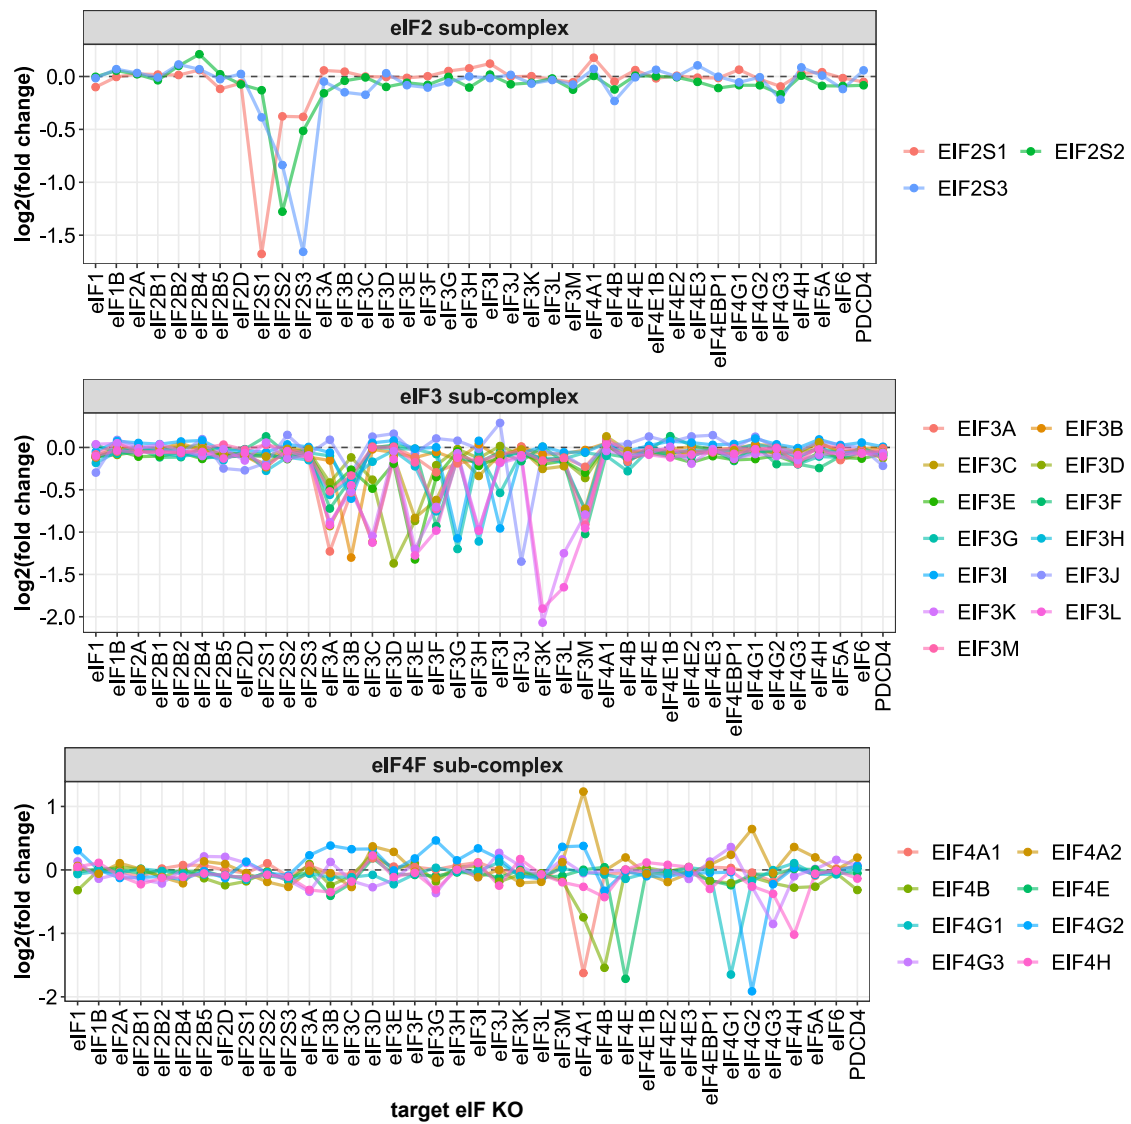 eIF2 sub-complex
log2(fold change)
0.0
-0.5
-1.0
-1.5
eIF1 eIF1B eIF2A eIF2B1 eIF2B2 eIF2B4 eIF2B5 eIF2D eIF2S1 eIF2S2 eIF2S3 eIF3A eIF3B eIF3C eIF3D eIF3E eIF3F eIF3G eIF3H eIF3I eIF3J eIF3K eIF3L eIF3M eIF4A1 eIF4B eIF4E eIF4E1B eIF4E2 eIF4E3 eIF4EBP1 eIF4G1 eIF4G2 eIF4G3 eIF4H eIF5A eIF6 PDCD4
EIF2S1 EIF2S2
EIF2S3
eIF3 sub-complex
log2(fold change)
0.0
-0.5
-1.0
-1.5
-2.0
eIF1 eIF1B eIF2A eIF2B1 eIF2B2 eIF2B4 eIF2B5 eIF2D eIF2S1 eIF2S2 eIF2S3 eIF3A eIF3B eIF3C eIF3D eIF3E eIF3F eIF3G eIF3H eIF3I eIF3J eIF3K eIF3L eIF3M eIF4A1 eIF4B eIF4E eIF4E1B eIF4E2 eIF4E3 eIF4EBP1 eIF4G1 eIF4G2 eIF4G3 eIF4H eIF5A eIF6 PDCD4
EIF3A EIF3B
EIF3C EIF3D
EIF3E EIF3F
EIF3G EIF3H
EIF3I EIF3J
EIF3K EIF3L
EIF3M
eIF4F sub-complex
log2(fold change)
1
0
-1
-2
eIF1 eIF1B eIF2A eIF2B1 eIF2B2 eIF2B4 eIF2B5 eIF2D eIF2S1 eIF2S2 eIF2S3 eIF3A eIF3B eIF3C eIF3D eIF3E eIF3F eIF3G eIF3H eIF3I eIF3J eIF3K eIF3L eIF3M eIF4A1 eIF4B eIF4E eIF4E1B eIF4E2 eIF4E3 eIF4EBP1 eIF4G1 eIF4G2 eIF4G3 eIF4H eIF5A eIF6 PDCD4
target eIF KO
EIF4A1 EIF4A2
EIF4B EIF4E
EIF4G1 EIF4G2
EIF4G3 EIF4H